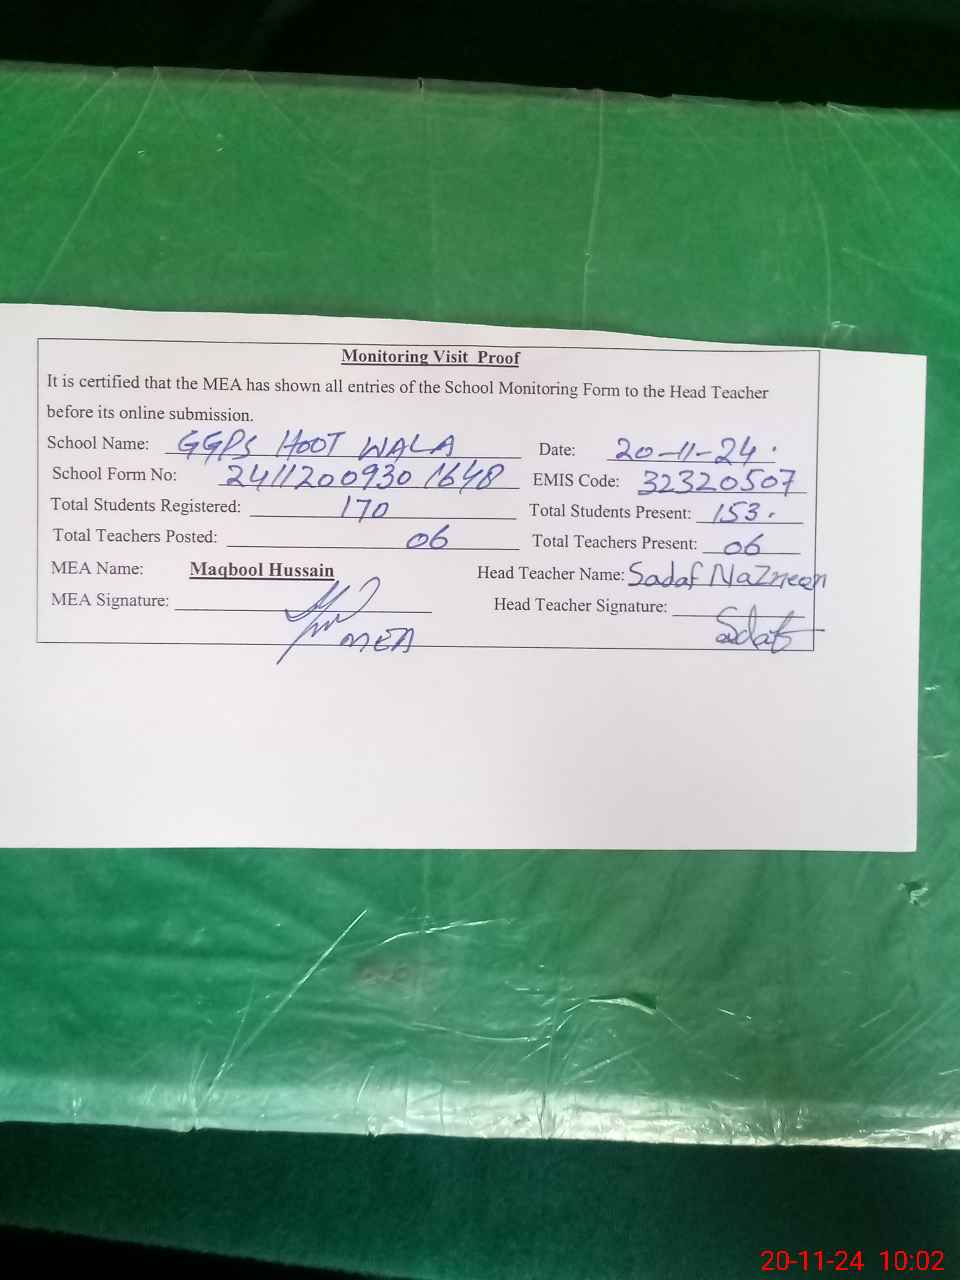 Monitoring Visit Proof
It is certified that the MEA has shown all entries of the School Monitoring Form to the Head Teacher
before its online submission.
School Name: GGPS HOOT WALA Date: 20-11-24.
School Form No: 2411200930 1648 EMIS Code: 32320507
Total Students Registered: 170 Total Students Present: 153.
Total Teachers Posted: 06 Total Teachers Present: 06
MEA Name: Maqbool Hussain Head Teacher Name: Sadaf Nazneen
MEA Signature: MEA Head Teacher Signature: Sadaf
20-11-24 10:02